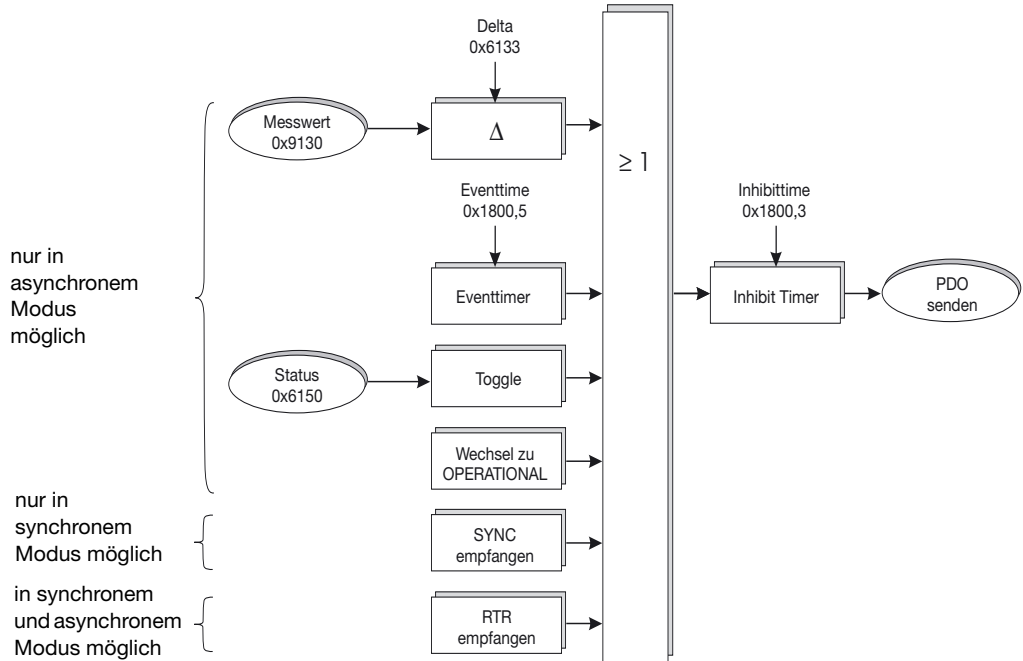 Delta
0x6133
Messwert
0x9130
Δ
≥ 1
Eventtime
0x1800,5
Inhibittime
0x1800,3
nur in
asynchronem
Modus
möglich
Eventtimer
Inhibit Timer
PDO
senden
Status
0x6150
Toggle
Wechsel zu
OPERATIONAL
nur in
synchronem
Modus möglich
SYNC
empfangen
in synchronem
und asynchronem
Modus möglich
RTR
empfangen